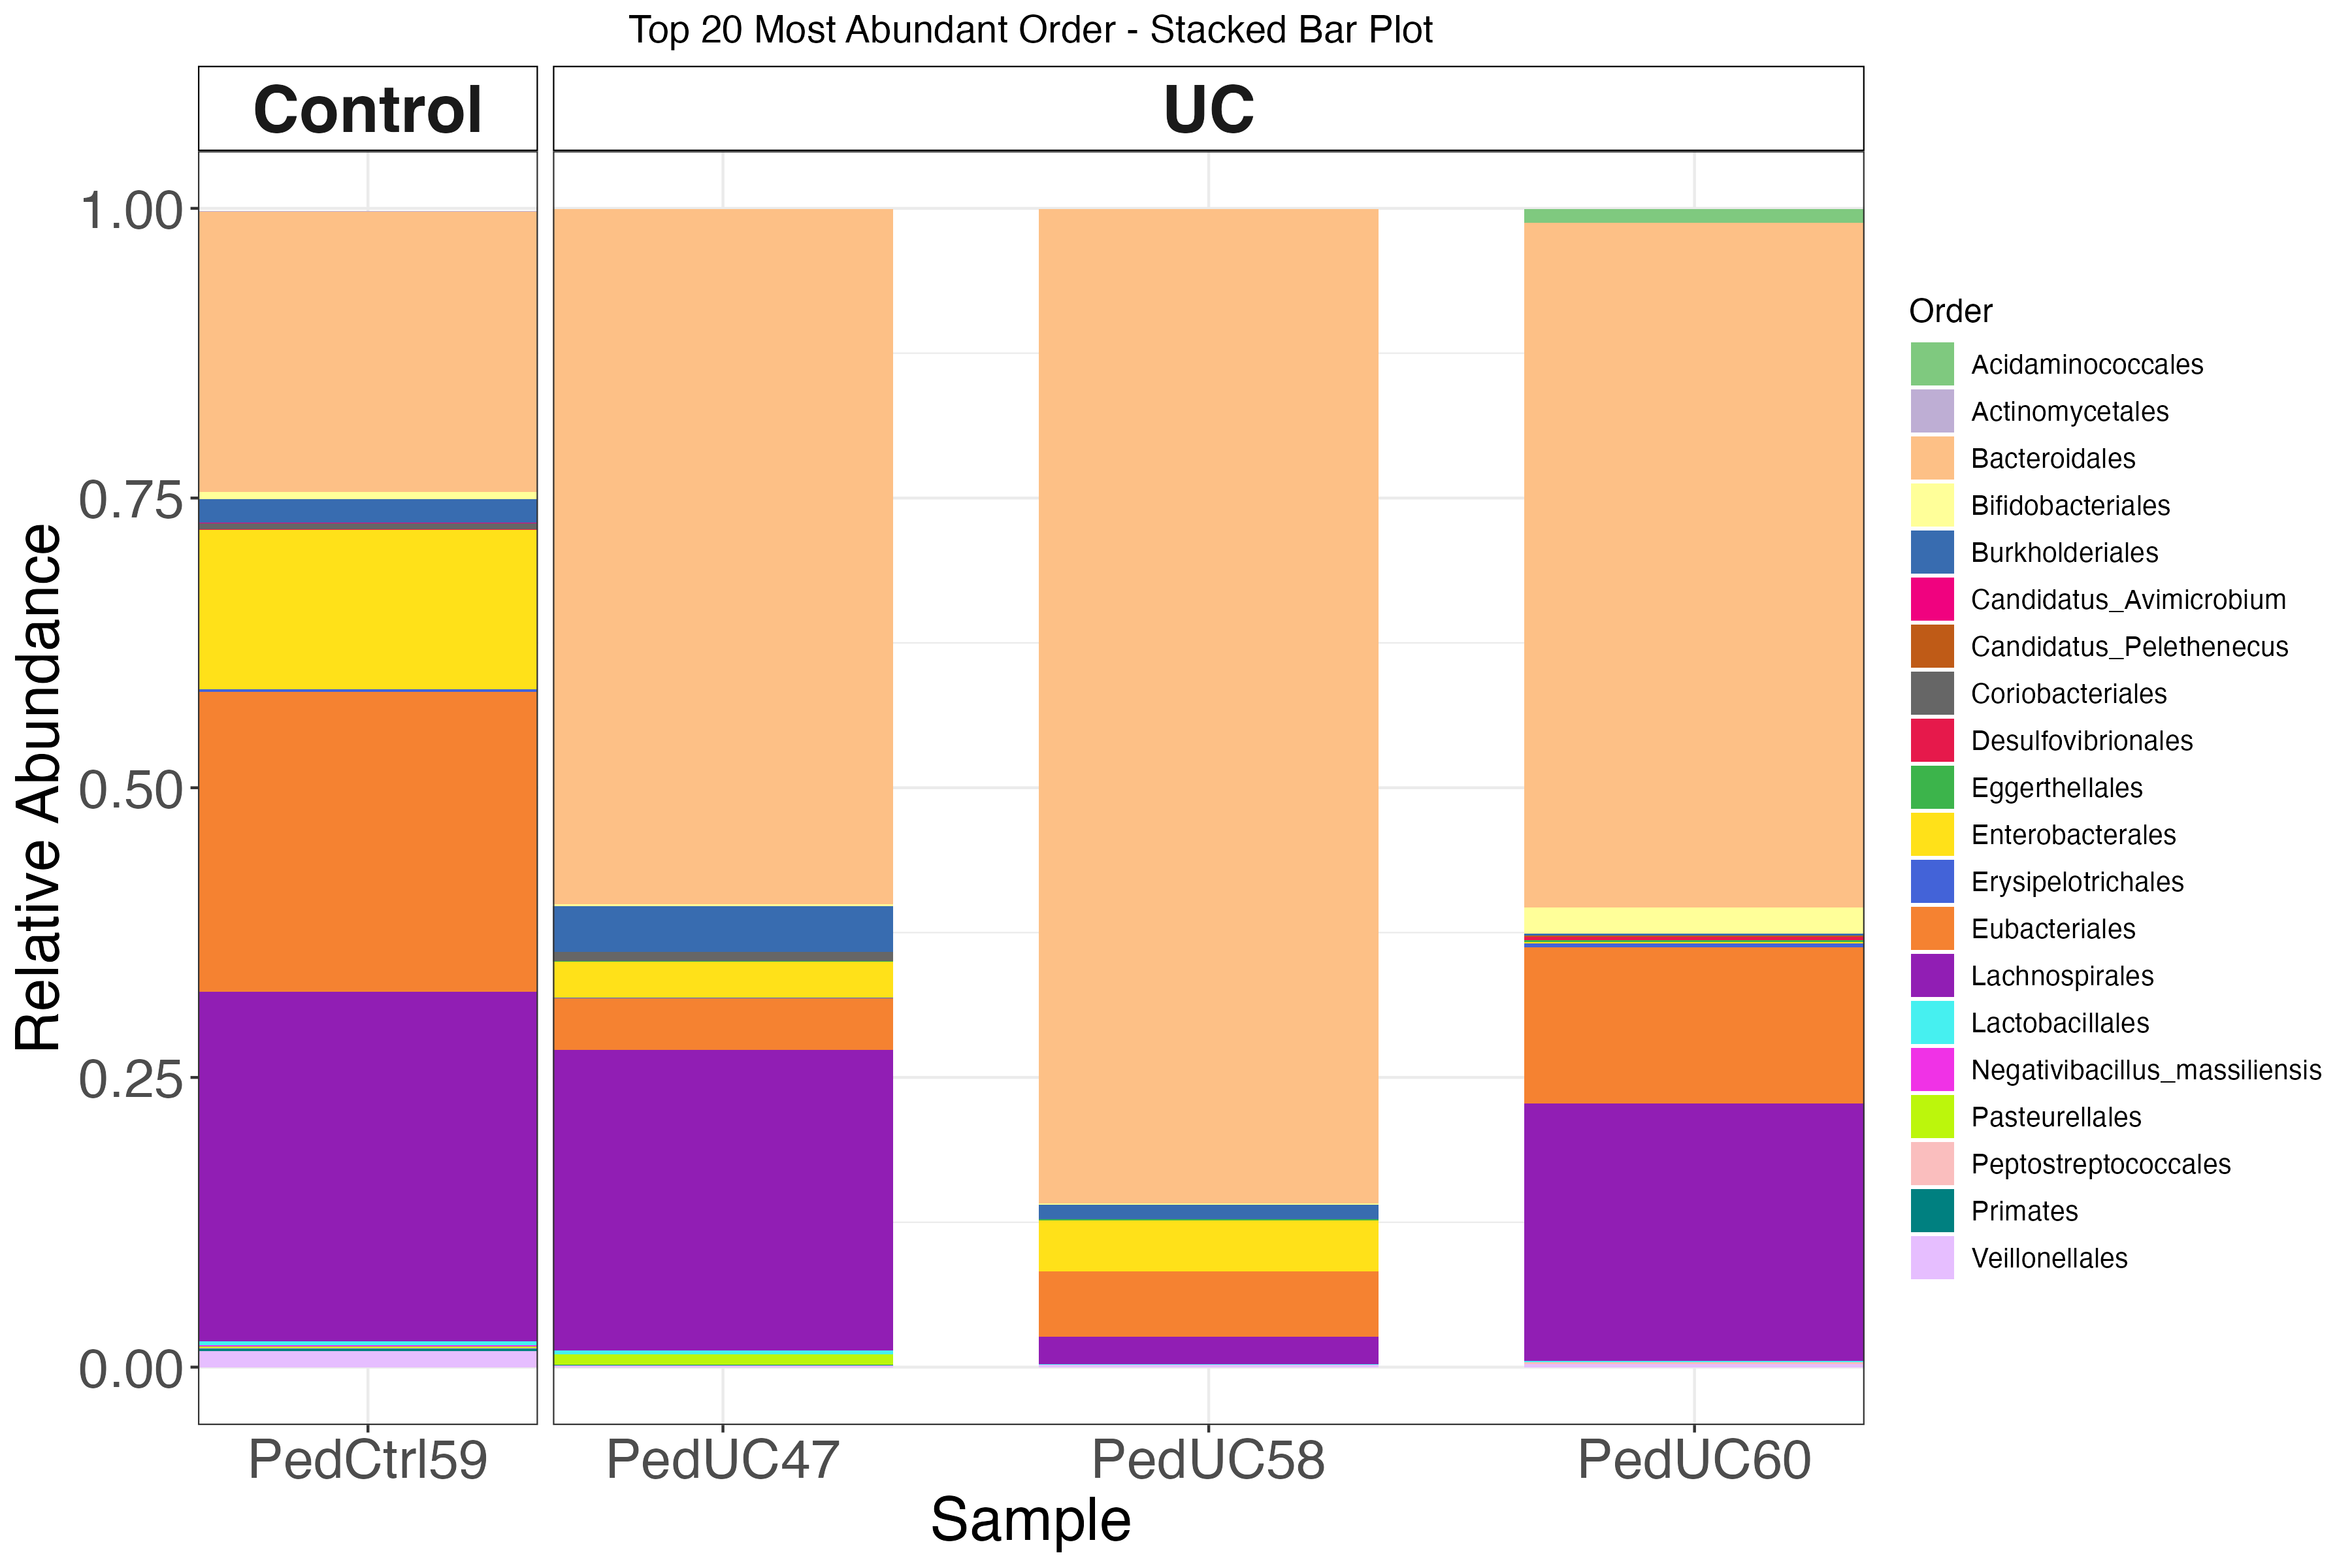 Top 20 Most Abundant Order - Stacked Bar Plot
Control
UC
Relative Abundance
1.00
0.75
0.50
0.25
0.00
PedCtrl59
PedUC47
PedUC58
PedUC60
Sample
Order
Acidaminococcales
Actinomycetales
Bacteroidales
Bifidobacteriales
Burkholderiales
Candidatus_Avimicrobium
Candidatus_Pelethenecus
Coriobacteriales
Desulfovibrionales
Eggerthellales
Enterobacterales
Erysipelotrichales
Eubacteriales
Lachnospirales
Lactobacillales
Negativibacillus_massiliensis
Pasteurellales
Peptostreptococcales
Primates
Veillonellales